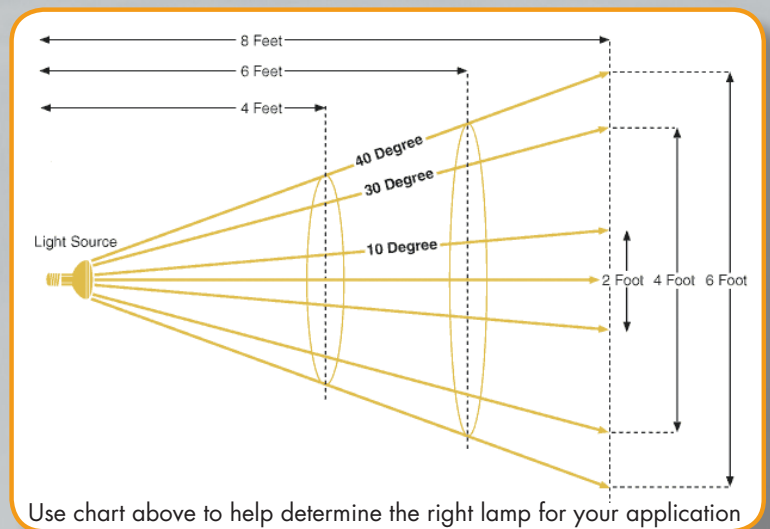 8 Feet
6 Feet
4 Feet
40 Degree
30 Degree
Light Source
10 Degree
2 Foot 4 Foot 6 Foot
Use chart above to help determine the right lamp for your application